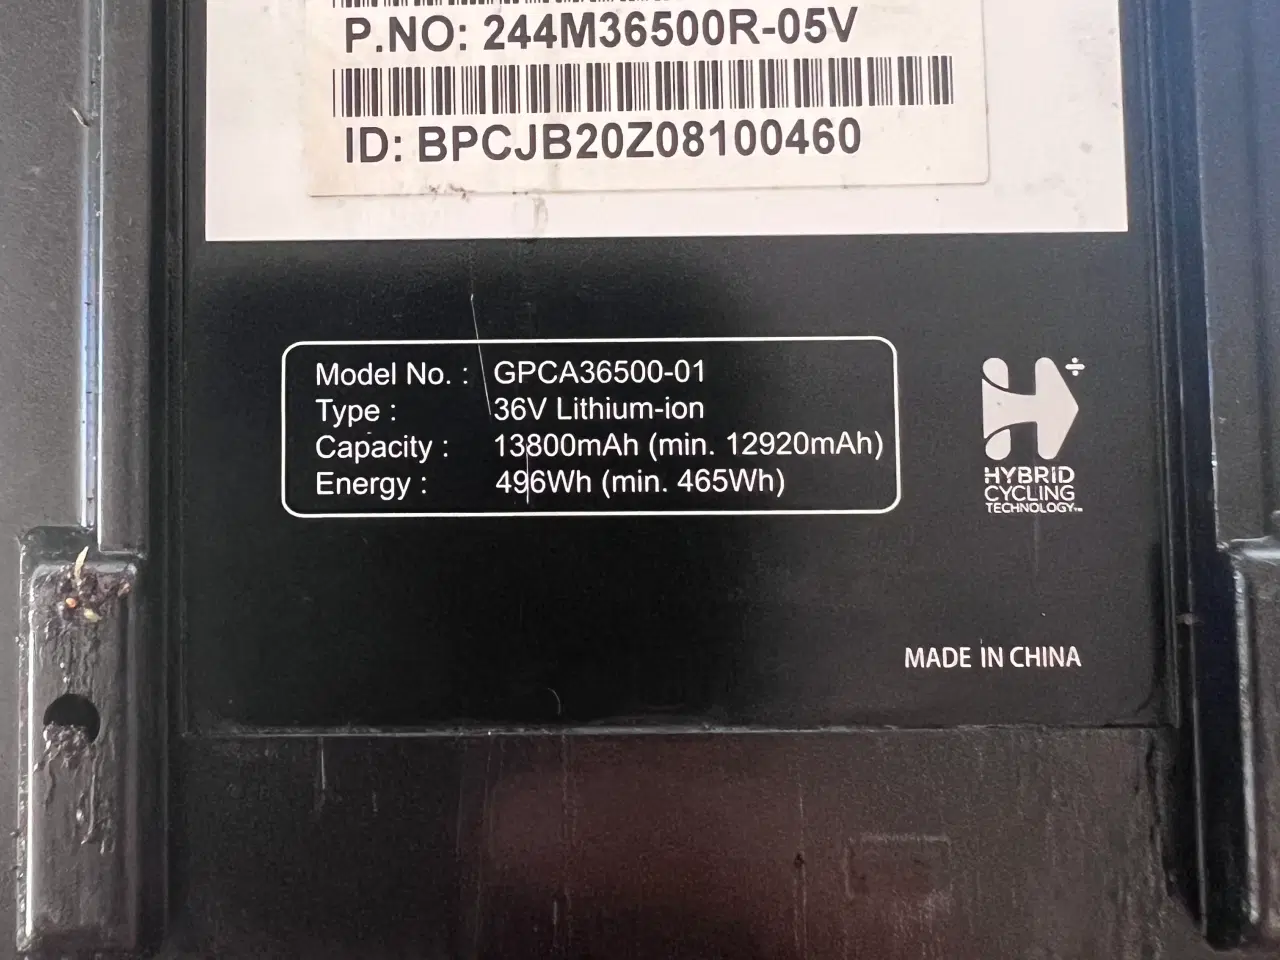 P.NO: 244M36500R-05V
ID: BPCJB20Z08100460
Model No. : GPCA36500-01
Type : 36V Lithium-ion
Capacity : 13800mAh (min. 12920mAh)
Energy : 496Wh (min. 465Wh)
HYBRID
CYCLING
TECHNOLOGY™
MADE IN CHINA